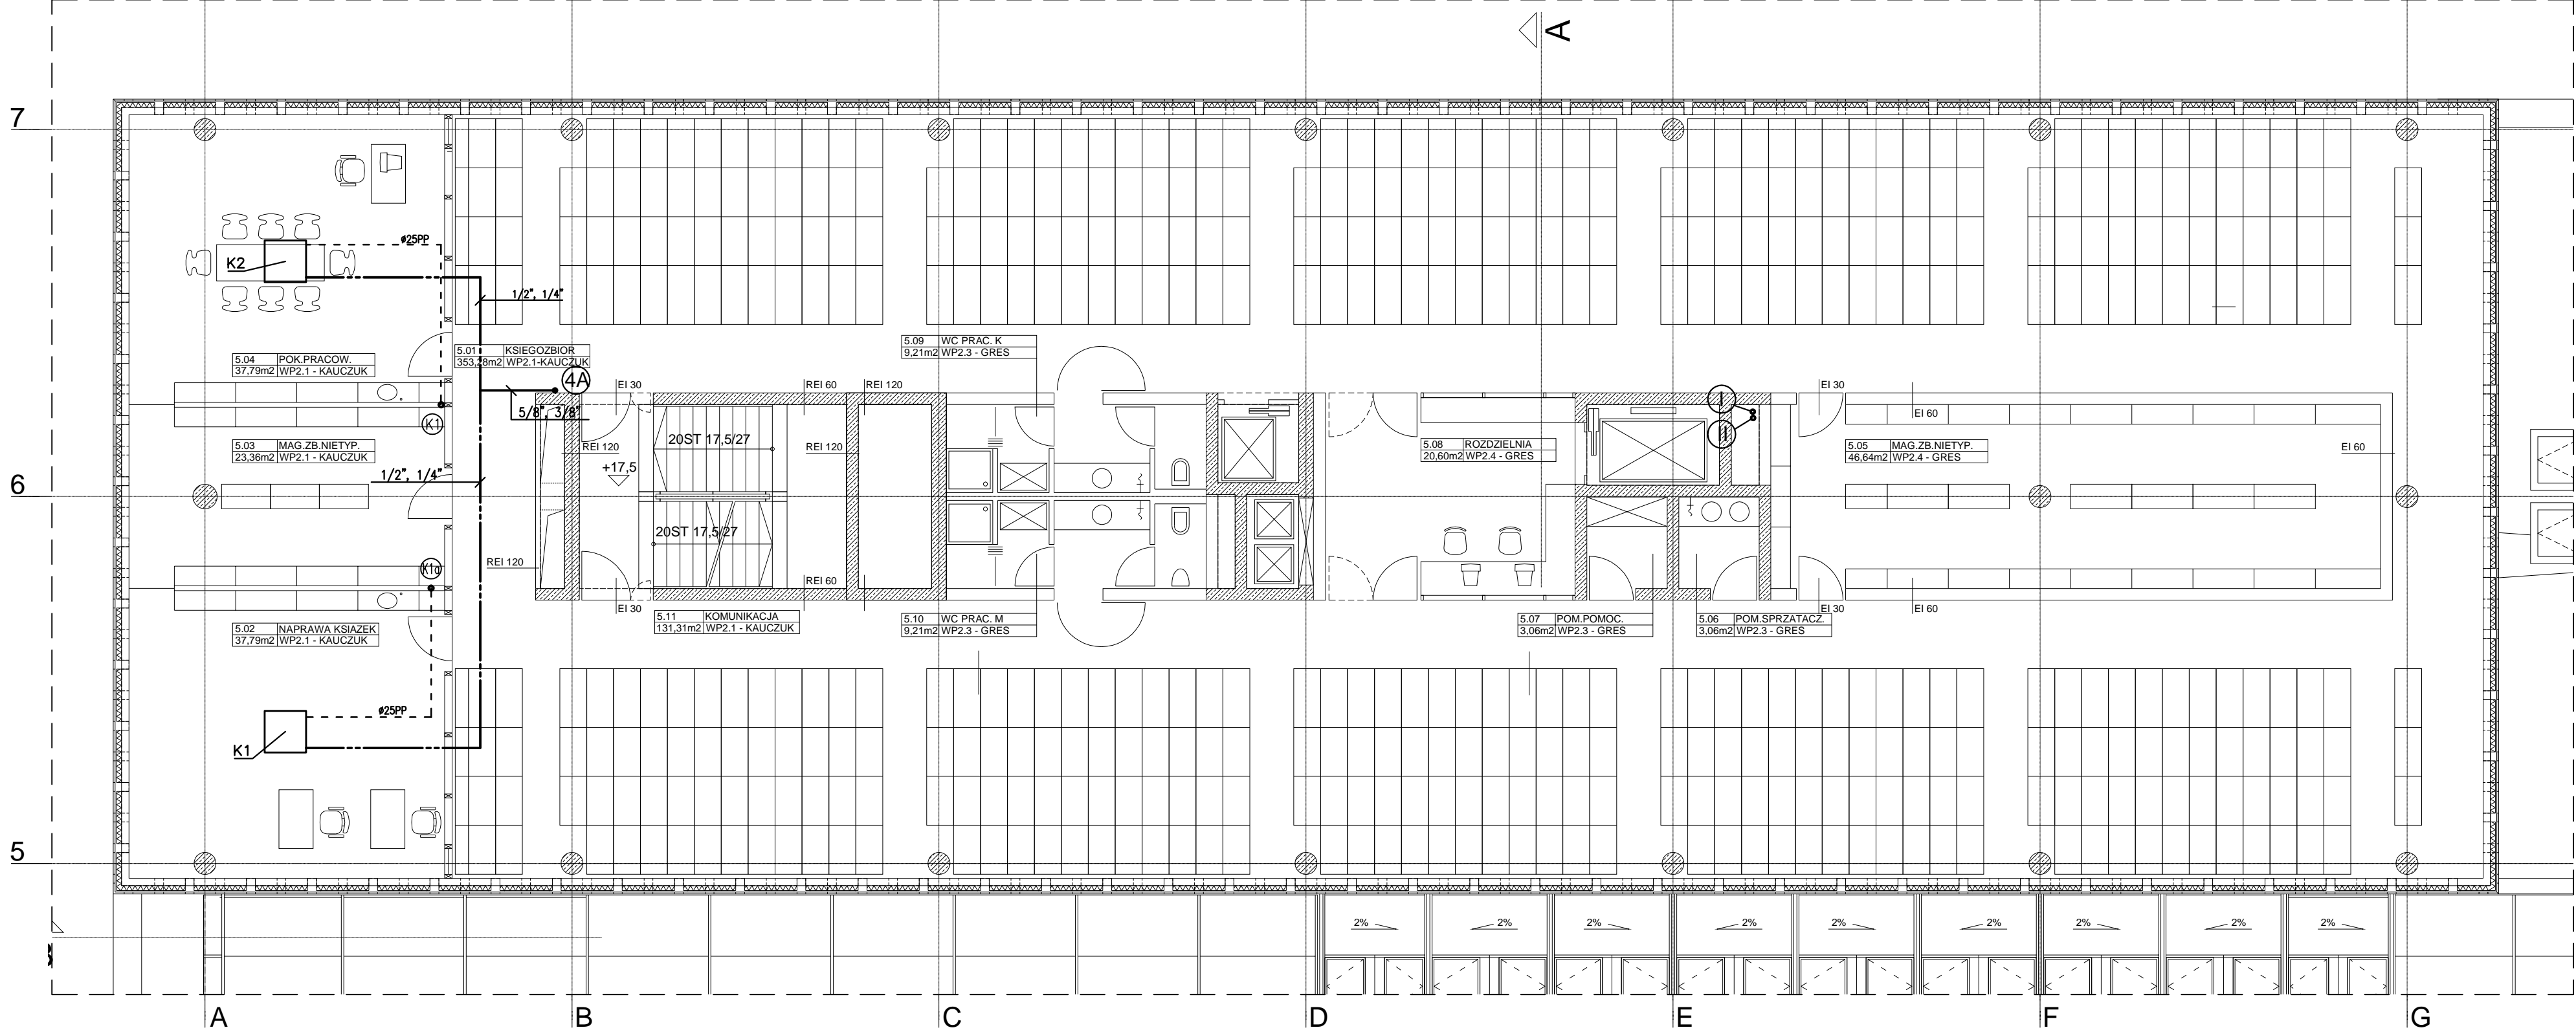 A
7
ø25PP
K2
1/2", 1/4"
5.04 POK.PRACOW.
37,79m2 WP2.1 - KAUCZUK
5.01 KSIEGOZBIOR
353,28m2 WP2.1-KAUCZUK
5.09 WC PRAC. K
9,21m2 WP2.3 - GRES
4A
EI 30
REI 60
REI 120
I
EI 30
5/8", 3/8"
K1
EI 60
II
5.03 MAG.ZB.NIETYP.
23,36m2 WP2.1 - KAUCZUK
REI 120
20ST 17,5/27
REI 120
5.08 ROZDZIELNIA
20,60m2 WP2.4 - GRES
5.05 MAG.ZB.NIETYP.
46,64m2 WP2.4 - GRES
EI 60
+17,5
1/2", 1/4"
6
20ST 17,5/27
REI 120
K1a
REI 60
EI 30
EI 30
EI 60
5.02 NAPRAWA KSIAZEK
37,79m2 WP2.1 - KAUCZUK
5.11 KOMUNIKACJA
131,31m2 WP2.1 - KAUCZUK
5.10 WC PRAC. M
9,21m2 WP2.3 - GRES
5.07 POM.POMOC.
3,06m2 WP2.3 - GRES
5.06 POM.SPRZATACZ.
3,06m2 WP2.3 - GRES
ø25PP
K1
5
2% 2% 2% 2% 2% 2% 2% 2% 2%
A B C D E F G